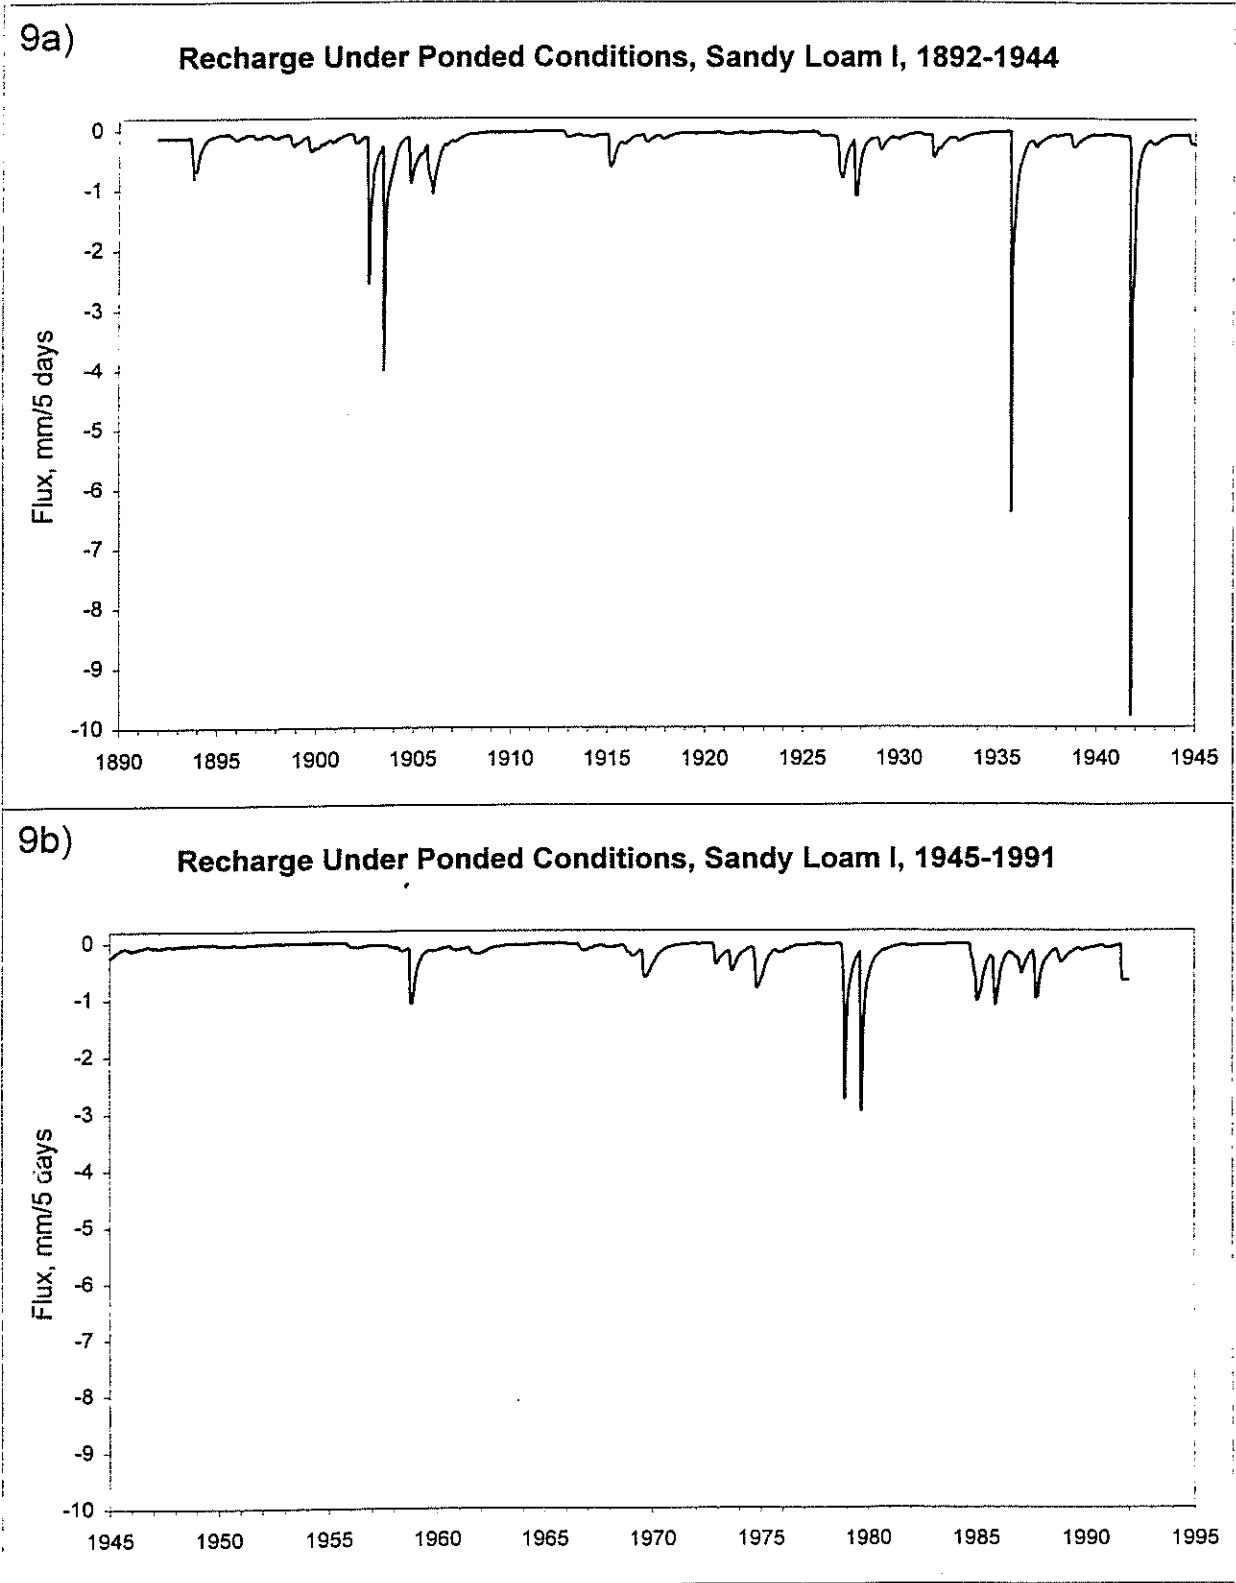 9a)
Recharge Under Ponded Conditions, Sandy Loam I, 1892-1944
0
-1
-2
-3
-4
-5
-6
-7
-8
-9
-10
Flux, mm/5 days
1890 1895 1900 1905 1910 1915 1920 1925 1930 1935 1940 1945
9b)
Recharge Under Ponded Conditions, Sandy Loam I, 1945-1991
0
-1
-2
-3
-4
-5
-6
-7
-8
-9
-10
Flux, mm/5 days
1945 1950 1955 1960 1965 1970 1975 1980 1985 1990 1995